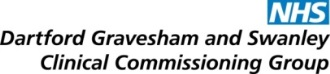 NHS
Dartford Gravesham and Swanley
Clinical Commissioning Group